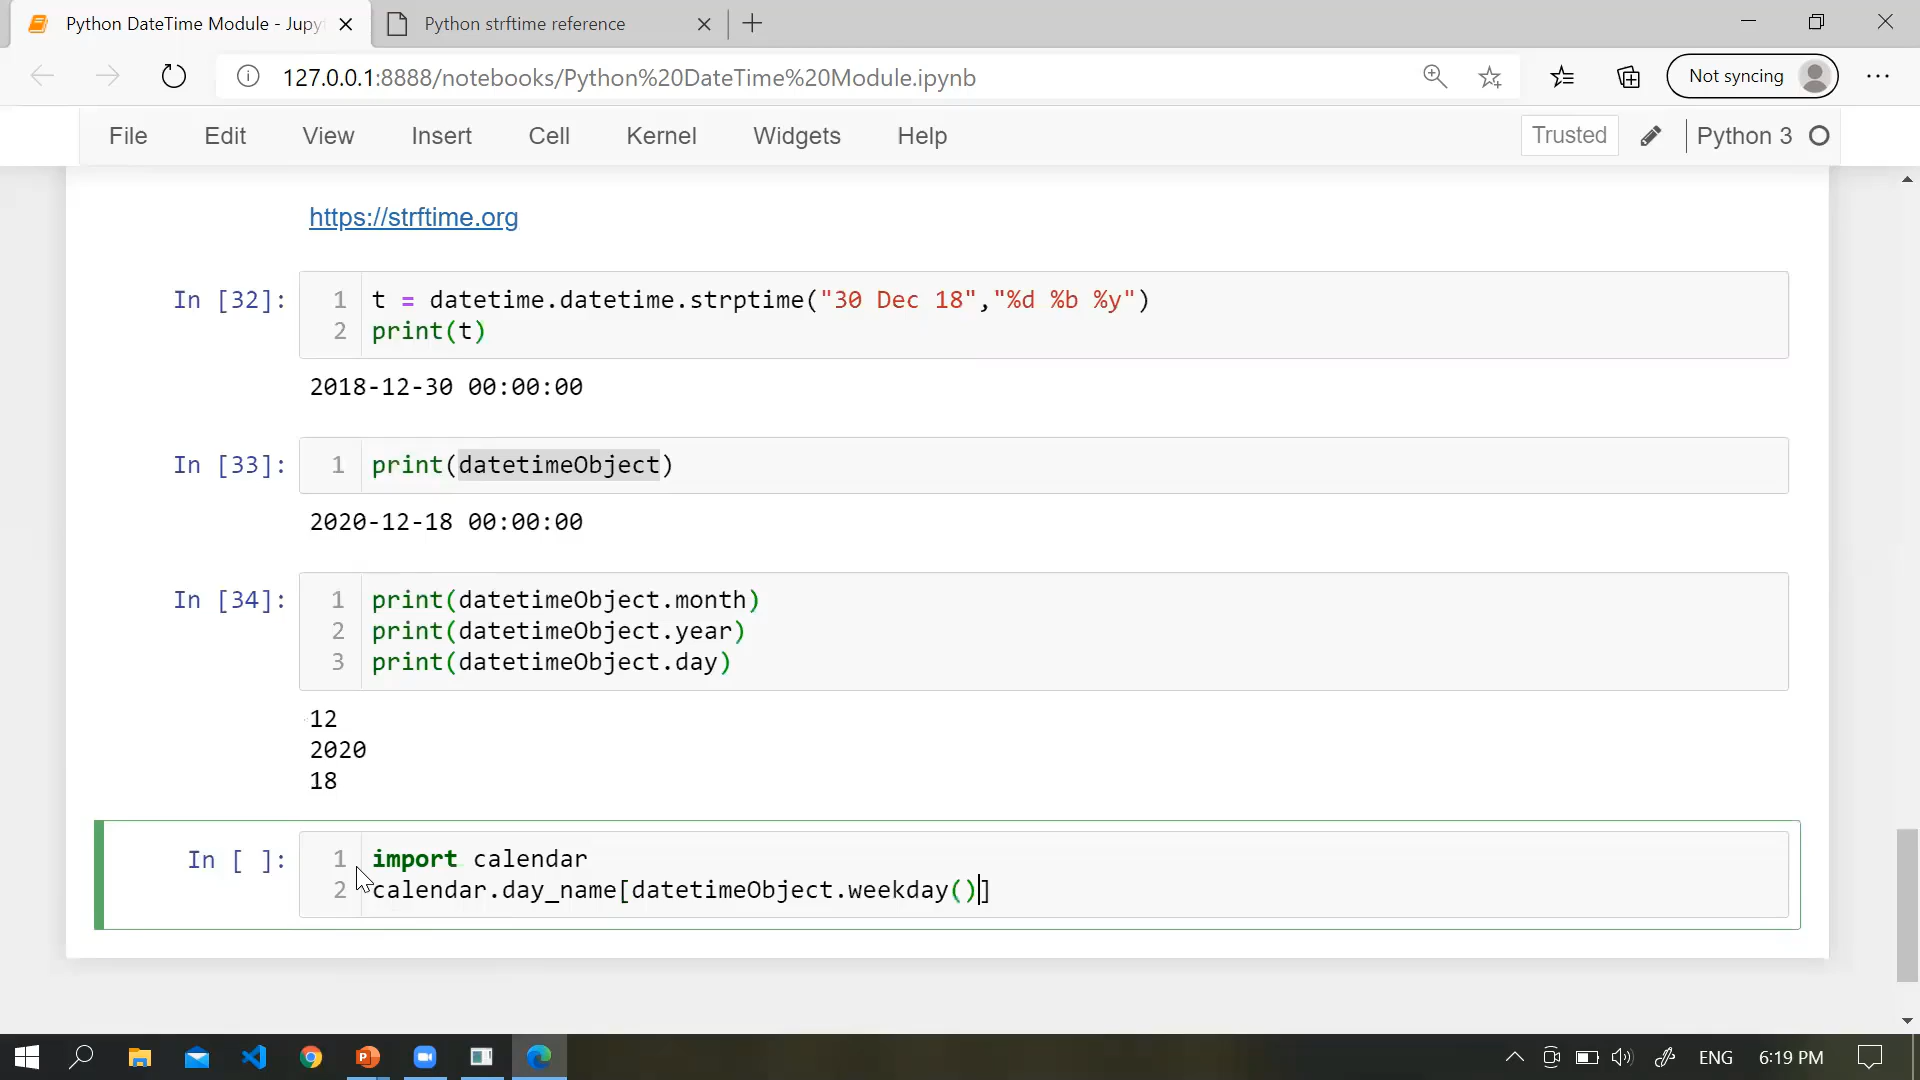 Python DateTime Module - Jupyt
Python strftime reference
127.0.0.1:8888/notebooks/Python%20DateTime%20Module.ipynb
Not syncing
File Edit View Insert Cell Kernel Widgets Help
Trusted
Python 3
https://strftime.org
In [32]:
1 t = datetime.datetime.strptime("30 Dec 18","%d %b %y")
2 print(t)
2018-12-30 00:00:00
In [33]:
1 print(datetimeObject)
2020-12-18 00:00:00
In [34]:
1 print(datetimeObject.month)
2 print(datetimeObject.year)
3 print(datetimeObject.day)
12
2020
18
In [ ]:
1 import calendar
2 calendar.day_name[datetimeObject.weekday()]
ENG
6:19 PM